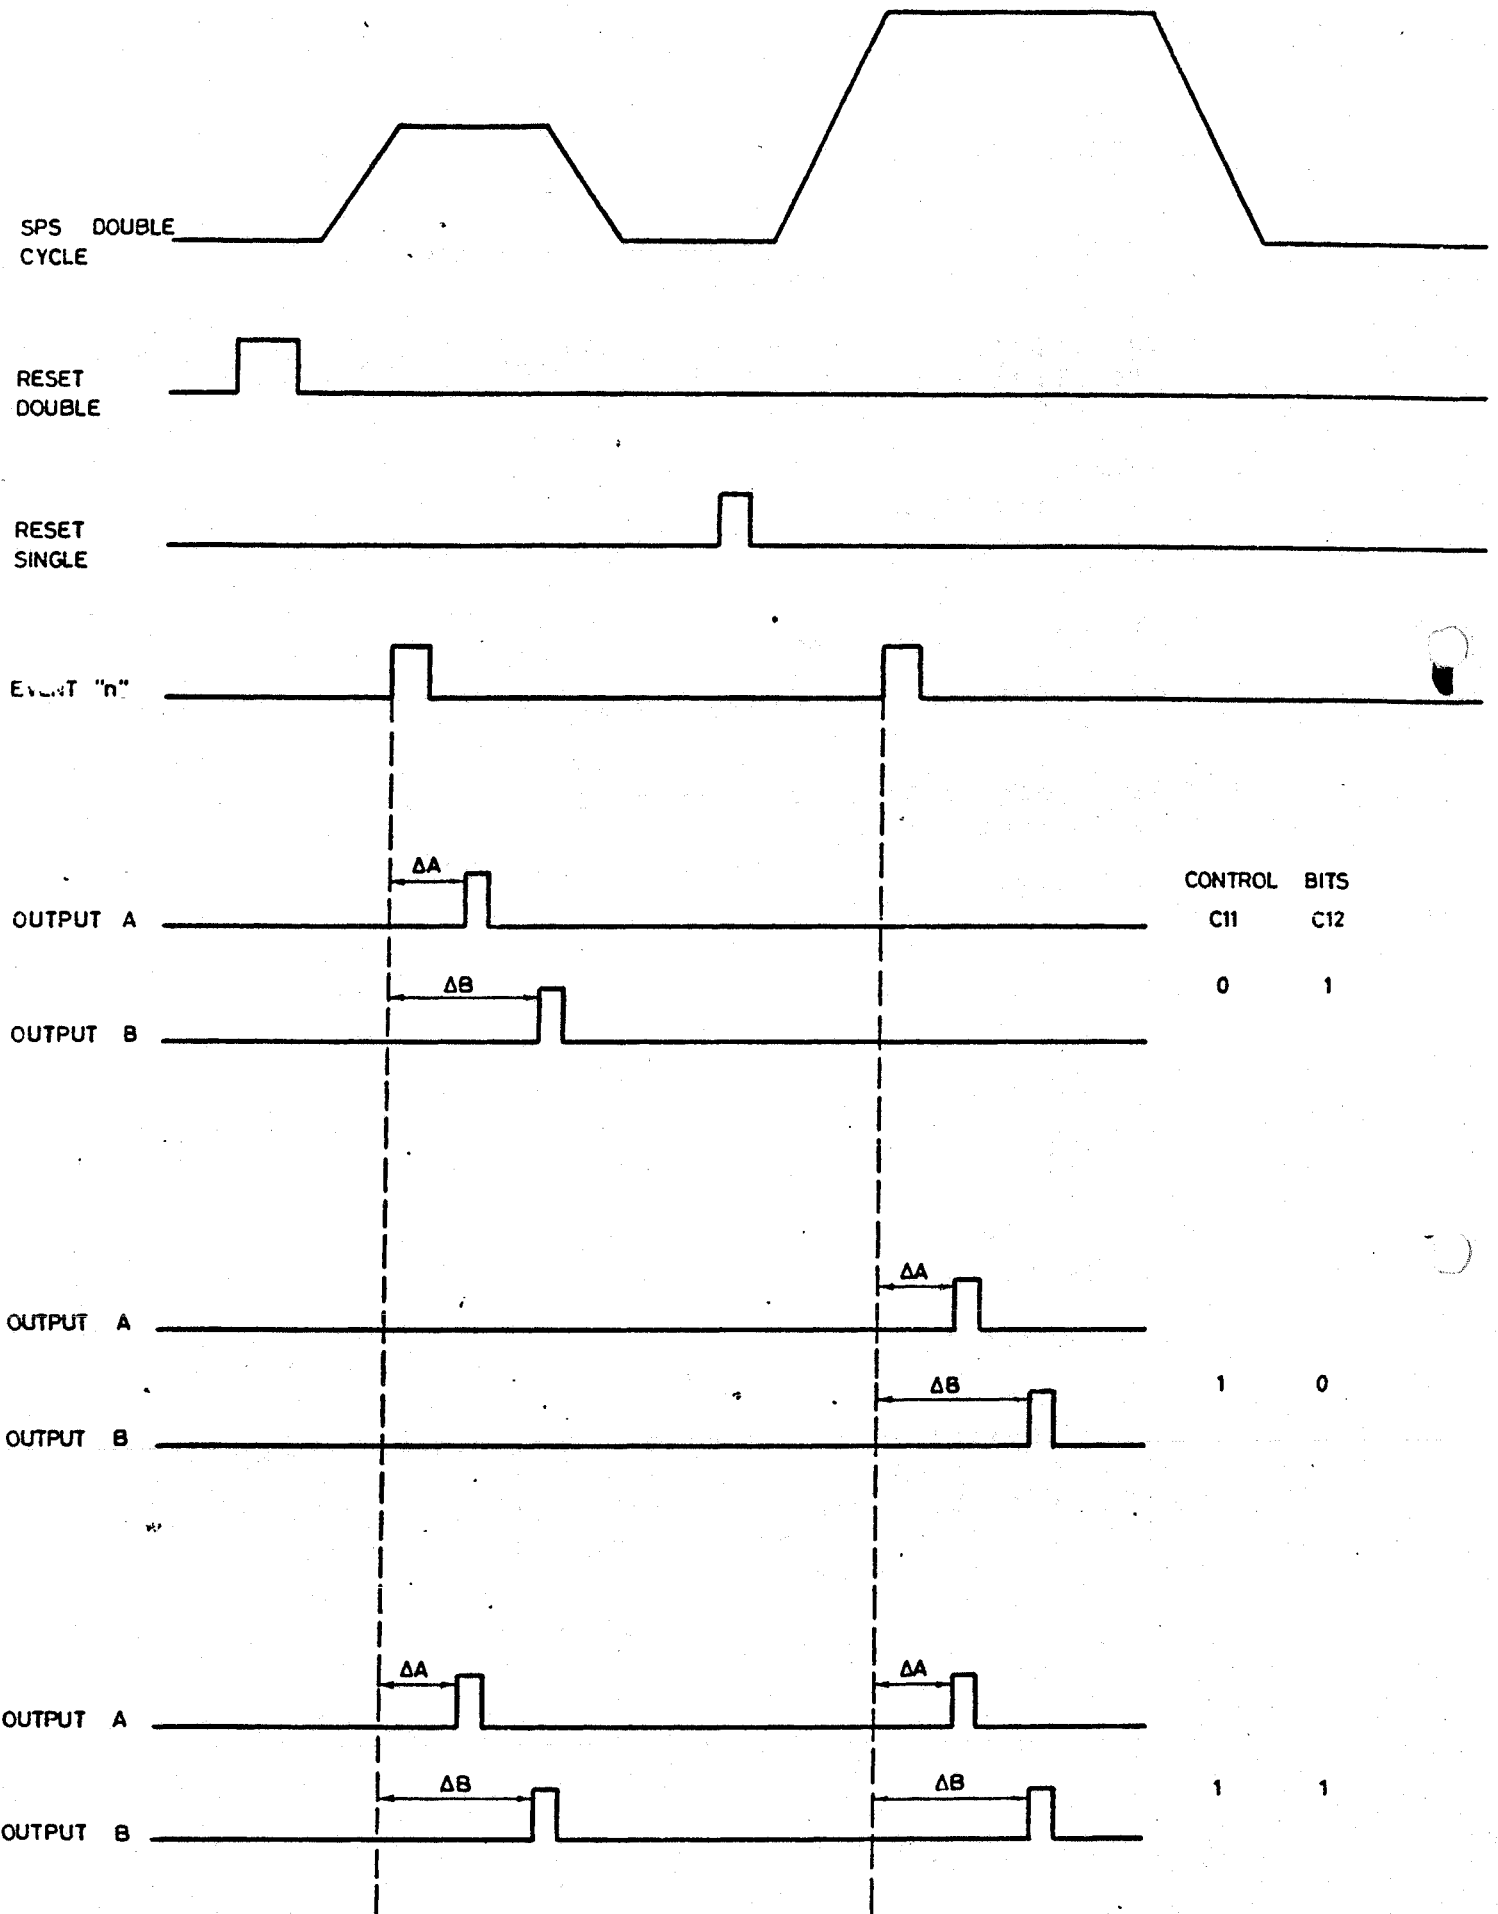 SPS DOUBLE
CYCLE
RESET
DOUBLE
RESET
SINGLE
"n"
ΔA
OUTPUT A
CONTROL BITS
C11 C12
ΔB
0 1
OUTPUT B
ΔA
OUTPUT A
ΔB
1 0
OUTPUT B
ΔA ΔA
OUTPUT A
ΔB ΔB
1 1
OUTPUT B